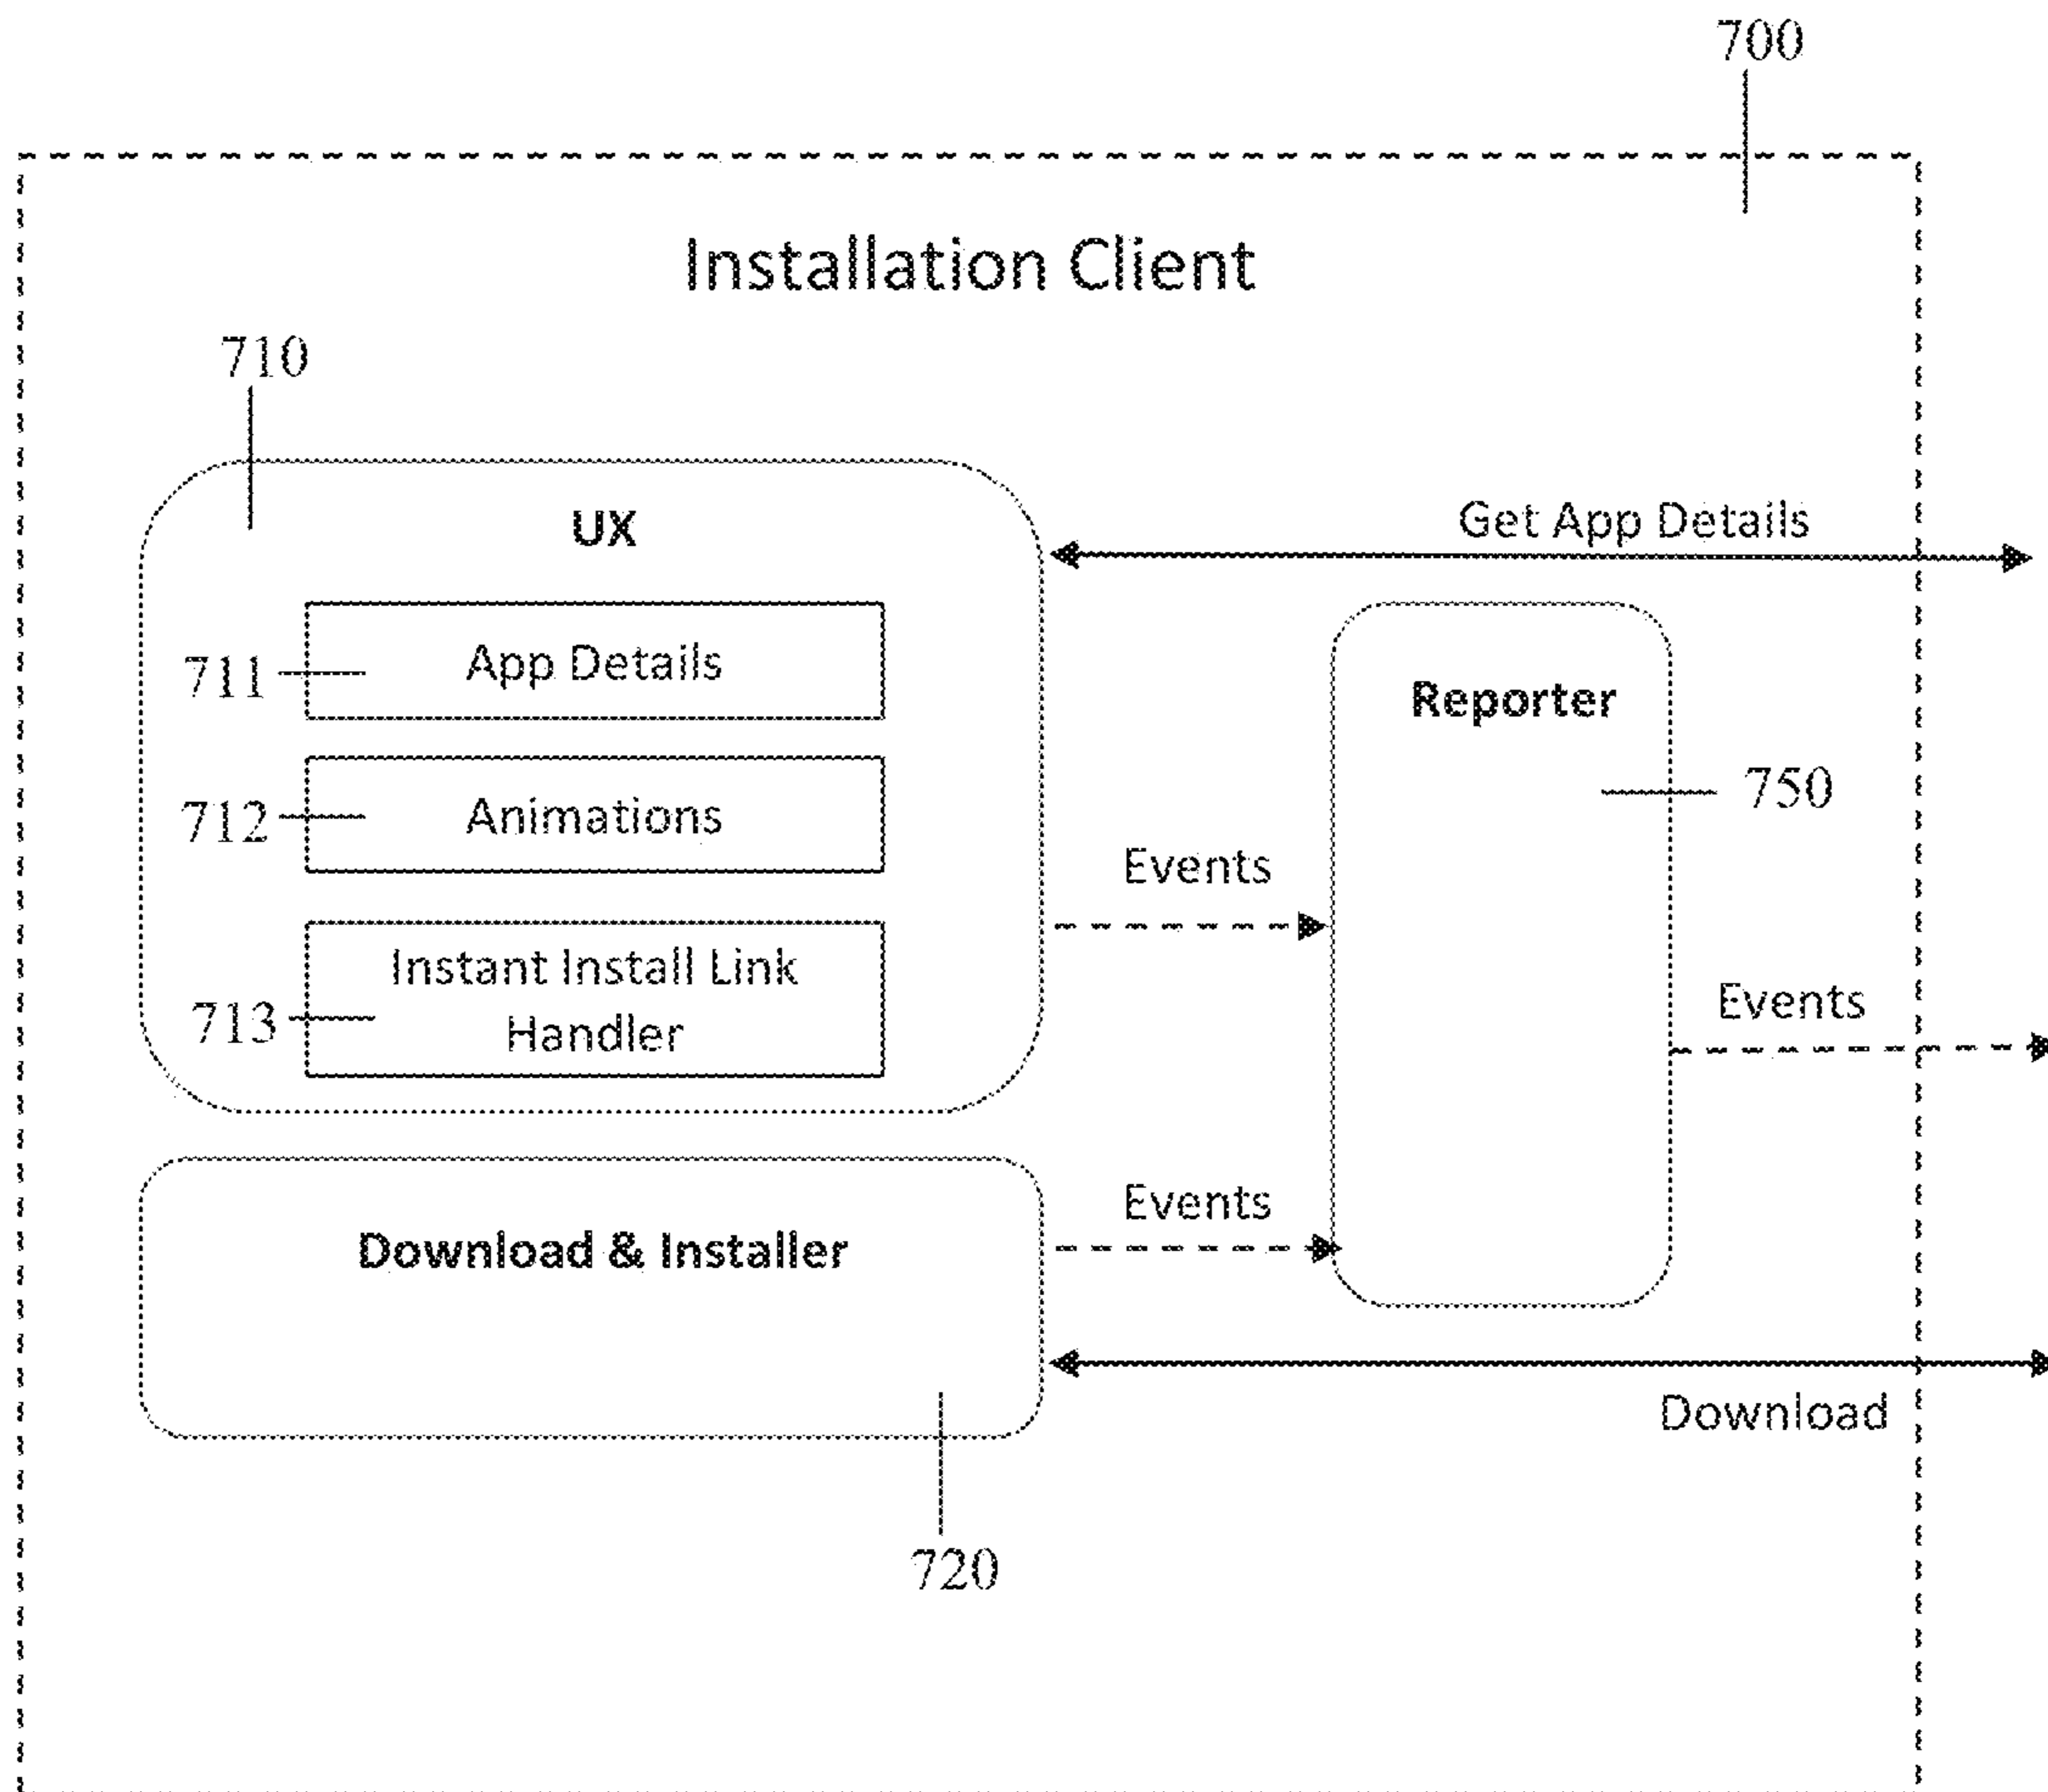 700
Installation Client
710
UX
Get App Details
711
App Details
Reporter
712
Animations
750
Events
713
Instant Install Link
Handler
Events
Events
Download & Installer
Download
720